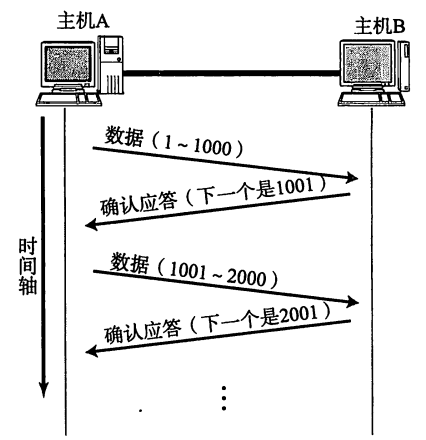 主机A
主机B
数据（1～1000）
确认应答（下一个是1001）
时间轴
数据（1001～2000）
确认应答（下一个是2001）